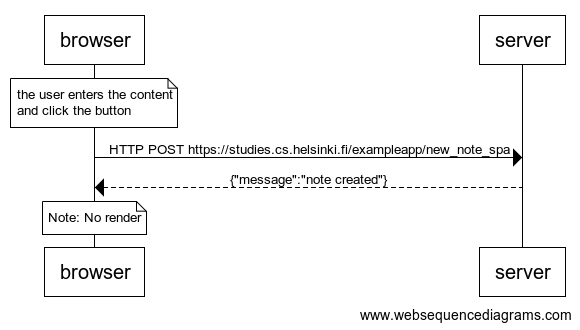 browser
server
the user enters the content
and click the button
HTTP POST https://studies.cs.helsinki.fi/exampleapp/new_note_spa
{"message":"note created"}
Note: No render
browser
server
www.websequencediagrams.com